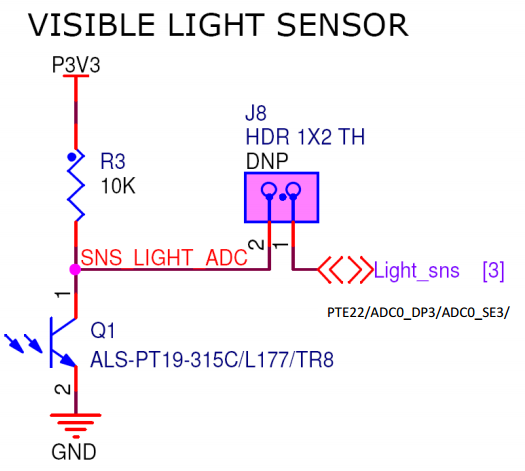 VISIBLE LIGHT SENSOR
P3V3
J8
HDR 1X2 TH
DNP
R3
10K
2
1
SNS_LIGHT_ADC
Light_sns [3]
1
PTE22/ADC0_DP3/ADC0_SE3/
Q1
ALS-PT19-315C/L177/TR8
2
GND